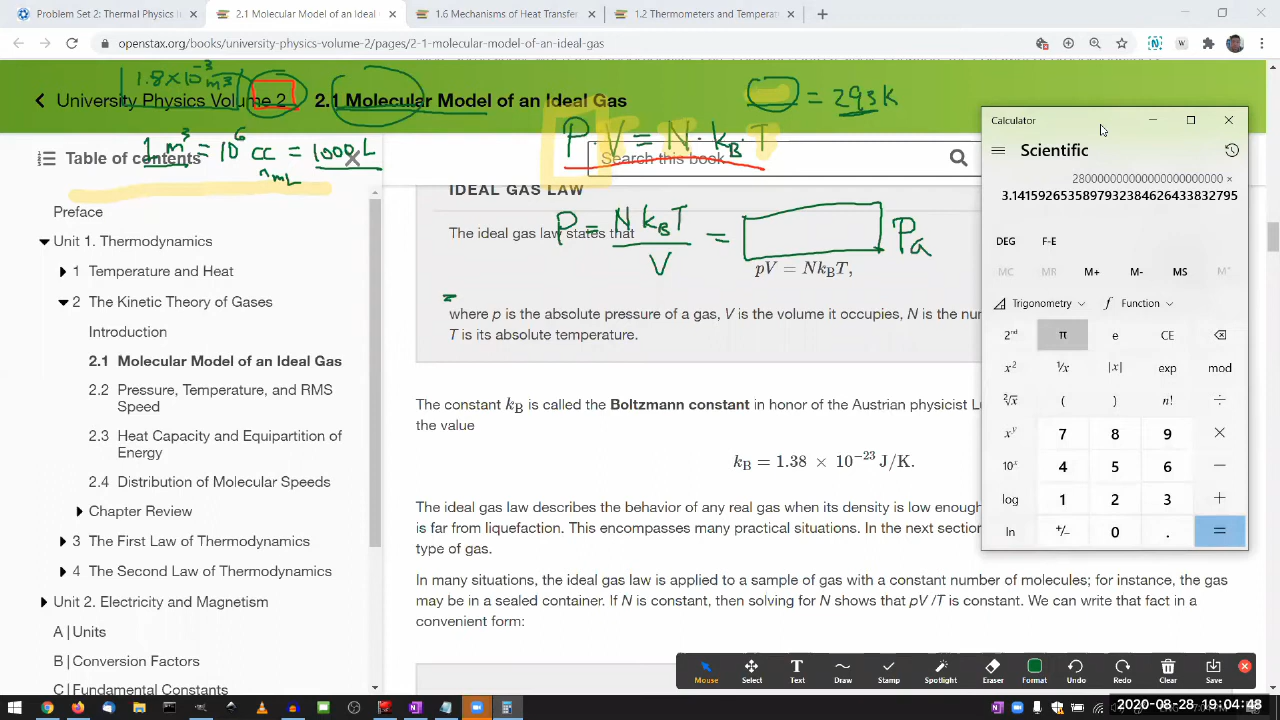 Problem Set 2: Thermal Physics
2.1 Molecular Model of an Ideal
1.6 Mechanisms of Heat Transfer
1.2 Thermometers and Temperat
openstax.org/books/university-physics-volume-2/pages/2-1-molecular-model-of-an-ideal-gas
1.8×10⁻³ m³
University Physics Volume 2
2.1 Molecular Model of an Ideal Gas
= 293K
1 m³ = 10⁶ cc = 1000 L
mL
PV = N·k_B·T
Table of contents
Search this book
Preface
Unit 1. Thermodynamics
1 Temperature and Heat
2 The Kinetic Theory of Gases
Introduction
2.1 Molecular Model of an Ideal Gas
2.2 Pressure, Temperature, and RMS
Speed
2.3 Heat Capacity and Equipartition of
Energy
2.4 Distribution of Molecular Speeds
Chapter Review
3 The First Law of Thermodynamics
4 The Second Law of Thermodynamics
Unit 2. Electricity and Magnetism
A | Units
B | Conversion Factors
C | Fundamental Constants
IDEAL GAS LAW
The ideal gas law states that
P = N k_B T / V = Pa
pV = Nk_BT,
=
where p is the absolute pressure of a gas, V is the volume it occupies, N is the nu
T is its absolute temperature.
The constant k_B is called the Boltzmann constant in honor of the Austrian physicist L
the value
k_B = 1.38 × 10⁻²³ J/K.
The ideal gas law describes the behavior of any real gas when its density is low enough
is far from liquefaction. This encompasses many practical situations. In the next section
type of gas.
In many situations, the ideal gas law is applied to a sample of gas with a constant number of molecules; for instance, the gas
may be in a sealed container. If N is constant, then solving for N shows that pV/T is constant. We can write that fact in a
convenient form:
Calculator
Scientific
3.1415926535897932384626433832795
DEG
F-E
MC
MR
M+
M-
MS
M˅
Trigonometry
Function
2ⁿᵈ
π
e
CE
x²
¹/x
|x|
exp
mod
²√x
(
)
n!
÷
xʸ
7
8
9
×
10ˣ
4
5
6
−
log
1
2
3
+
ln
+/−
0
.
=
Mouse
Select
Text
Draw
Stamp
Spotlight
Eraser
Format
Undo
Redo
Clear
Save
2020-08-28 19:04:48